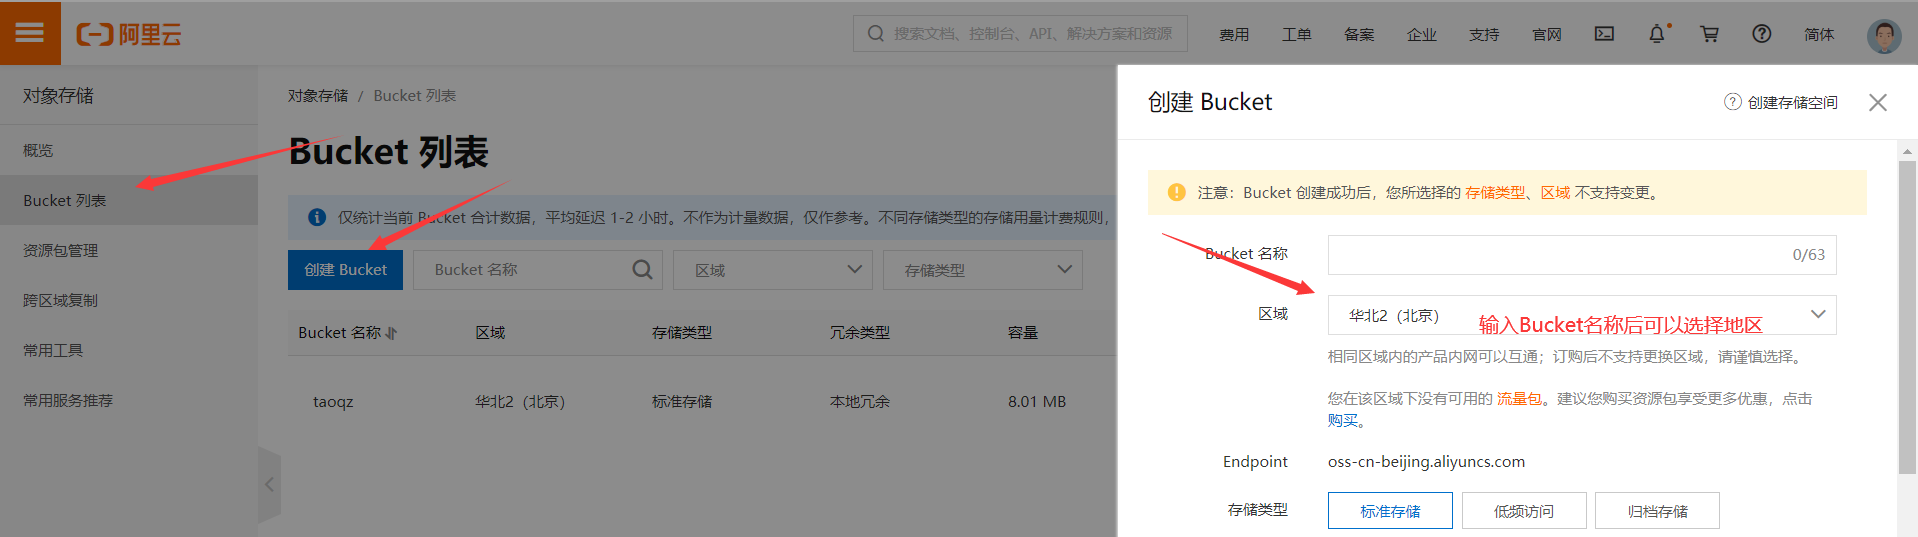 阿里云
搜索文档、控制台、API、解决方案和资源
费用 工单 备案 企业 支持 官网 简体
对象存储
概览
Bucket 列表
资源包管理
跨区域复制
常用工具
常用服务推荐
对象存储 / Bucket 列表
Bucket 列表
仅统计当前 Bucket 合计数据，平均延迟 1-2 小时。不作为计量数据，仅作参考。不同存储类型的存储用量计费规则，
创建 Bucket Bucket 名称 区域 存储类型
Bucket 名称 区域 存储类型 冗余类型 容量
taoqz 华北2（北京） 标准存储 本地冗余 8.01 MB
创建 Bucket
创建存储空间
注意：Bucket 创建成功后，您所选择的 存储类型、区域 不支持变更。
Bucket 名称 0/63
区域 华北2（北京） 输入Bucket名称后可以选择地区
相同区域内的产品内网可以互通；订购后不支持更换区域，请谨慎选择。
您在该区域下没有可用的 流量包。建议您购买资源包享受更多优惠，点击
购买。
Endpoint oss-cn-beijing.aliyuncs.com
存储类型 标准存储 低频访问 归档存储